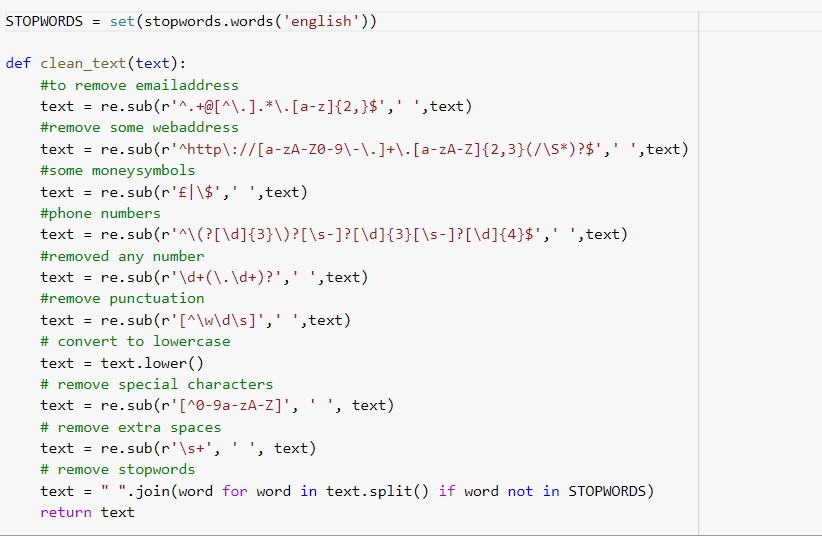 STOPWORDS = set(stopwords.words('english'))
def clean_text(text):
#to remove emailaddress
text = re.sub(r'^.+@[^\.].*\.[a-z]{2,}$',' ',text)
#remove some webaddress
text = re.sub(r'^http\://[a-zA-Z0-9\-\.]+\.[a-zA-Z]{2,3}(/\S*)?$',' ',text)
#some moneysymbols
text = re.sub(r'£|\$',' ',text)
#phone numbers
text = re.sub(r'^\(?[\d]{3}\)?[\s-]?[\d]{3}[\s-]?[\d]{4}$',' ',text)
#removed any number
text = re.sub(r'\d+(\.\d+)?',' ',text)
#remove punctuation
text = re.sub(r'[^\w\d\s]',' ',text)
# convert to lowercase
text = text.lower()
# remove special characters
text = re.sub(r'[^0-9a-zA-Z]', ' ', text)
# remove extra spaces
text = re.sub(r'\s+', ' ', text)
# remove stopwords
text = " ".join(word for word in text.split() if word not in STOPWORDS)
return text